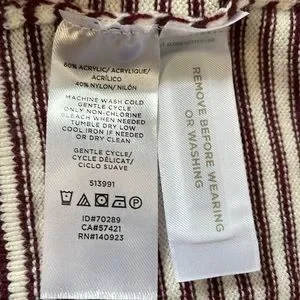 60% ACRYLIC/ ACRYLIQUE/
ACRÍLICO
40% NYLON/ NILÓN
MACHINE WASH COLD
GENTLE CYCLE
ONLY NON-CHLORINE
BLEACH WHEN NEEDED
TUMBLE DRY LOW
COOL IRON IF NEEDED
OR DRY CLEAN
GENTLE CYCLE/
CYCLE DÉLICAT/
CICLO SUAVE
513991
ID#70289
CA#57421
RN#140923
REMOVE BEFORE WEARING
OR WASHING